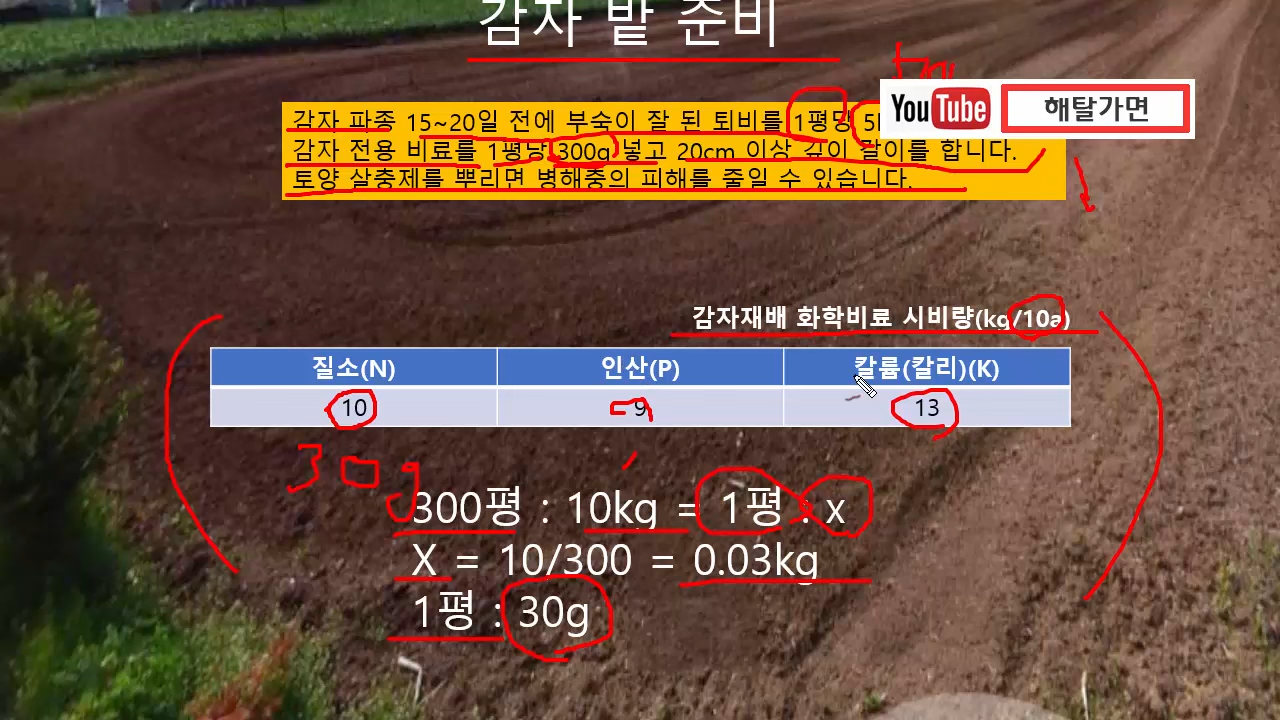 감자 밭 준비
YouTube 해탈가면
감자 파종 15~20일 전에 부숙이 잘 된 퇴비를 1평당 5
감자 전용 비료를 1평당 300g 넣고 20cm 이상 깊이 갈이를 합니다.
토양 살충제를 뿌리면 병해충의 피해를 줄일 수 있습니다.
감자재배 화학비료 시비량(kg/10a)
질소(N) 인산(P) 칼륨(칼리)(K)
10 9 13
30g
300평 : 10kg = 1평 : x
X = 10/300 = 0.03kg
1평 : 30g